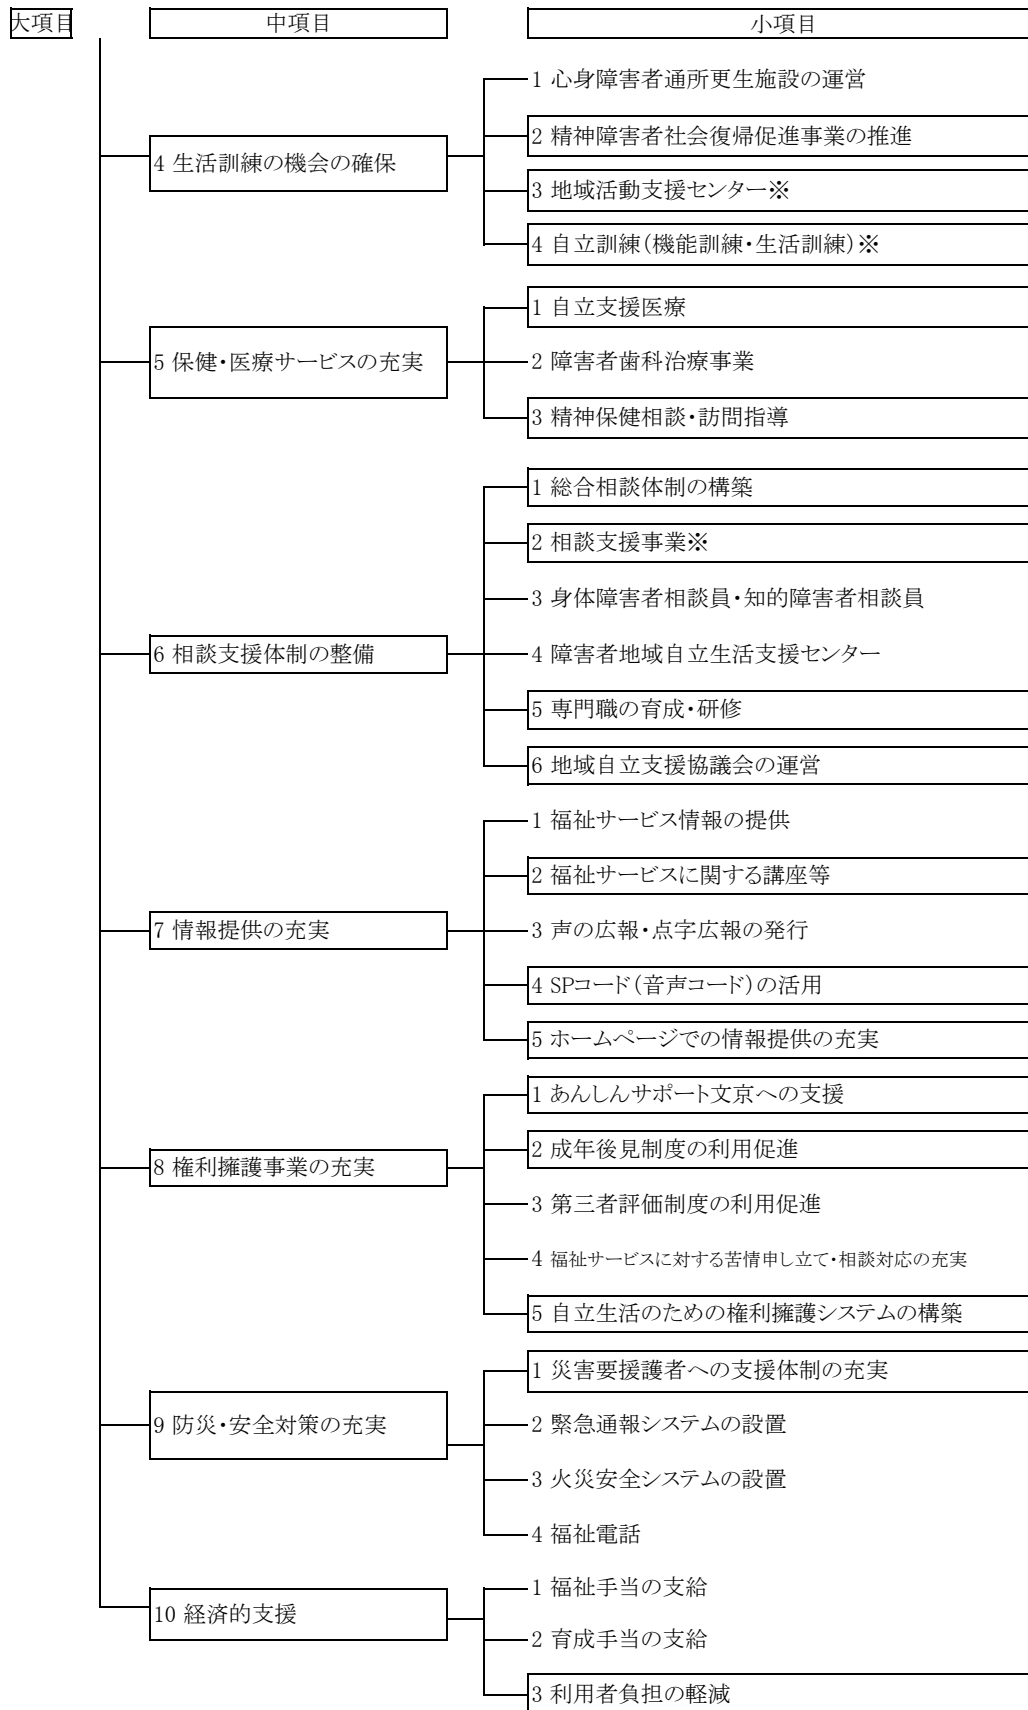 大項目 中項目 小項目
4 生活訓練の機会の確保
1 心身障害者通所更生施設の運営
2 精神障害者社会復帰促進事業の推進
3 地域活動支援センター※
4 自立訓練(機能訓練・生活訓練)※
5 保健・医療サービスの充実
1 自立支援医療
2 障害者歯科治療事業
3 精神保健相談・訪問指導
6 相談支援体制の整備
1 総合相談体制の構築
2 相談支援事業※
3 身体障害者相談員・知的障害者相談員
4 障害者地域自立生活支援センター
5 専門職の育成・研修
6 地域自立支援協議会の運営
7 情報提供の充実
1 福祉サービス情報の提供
2 福祉サービスに関する講座等
3 声の広報・点字広報の発行
4 SPコード(音声コード)の活用
5 ホームページでの情報提供の充実
8 権利擁護事業の充実
1 あんしんサポート文京への支援
2 成年後見制度の利用促進
3 第三者評価制度の利用促進
4 福祉サービスに対する苦情申し立て・相談対応の充実
5 自立生活のための権利擁護システムの構築
9 防災・安全対策の充実
1 災害要援護者への支援体制の充実
2 緊急通報システムの設置
3 火災安全システムの設置
4 福祉電話
10 経済的支援
1 福祉手当の支給
2 育成手当の支給
3 利用者負担の軽減